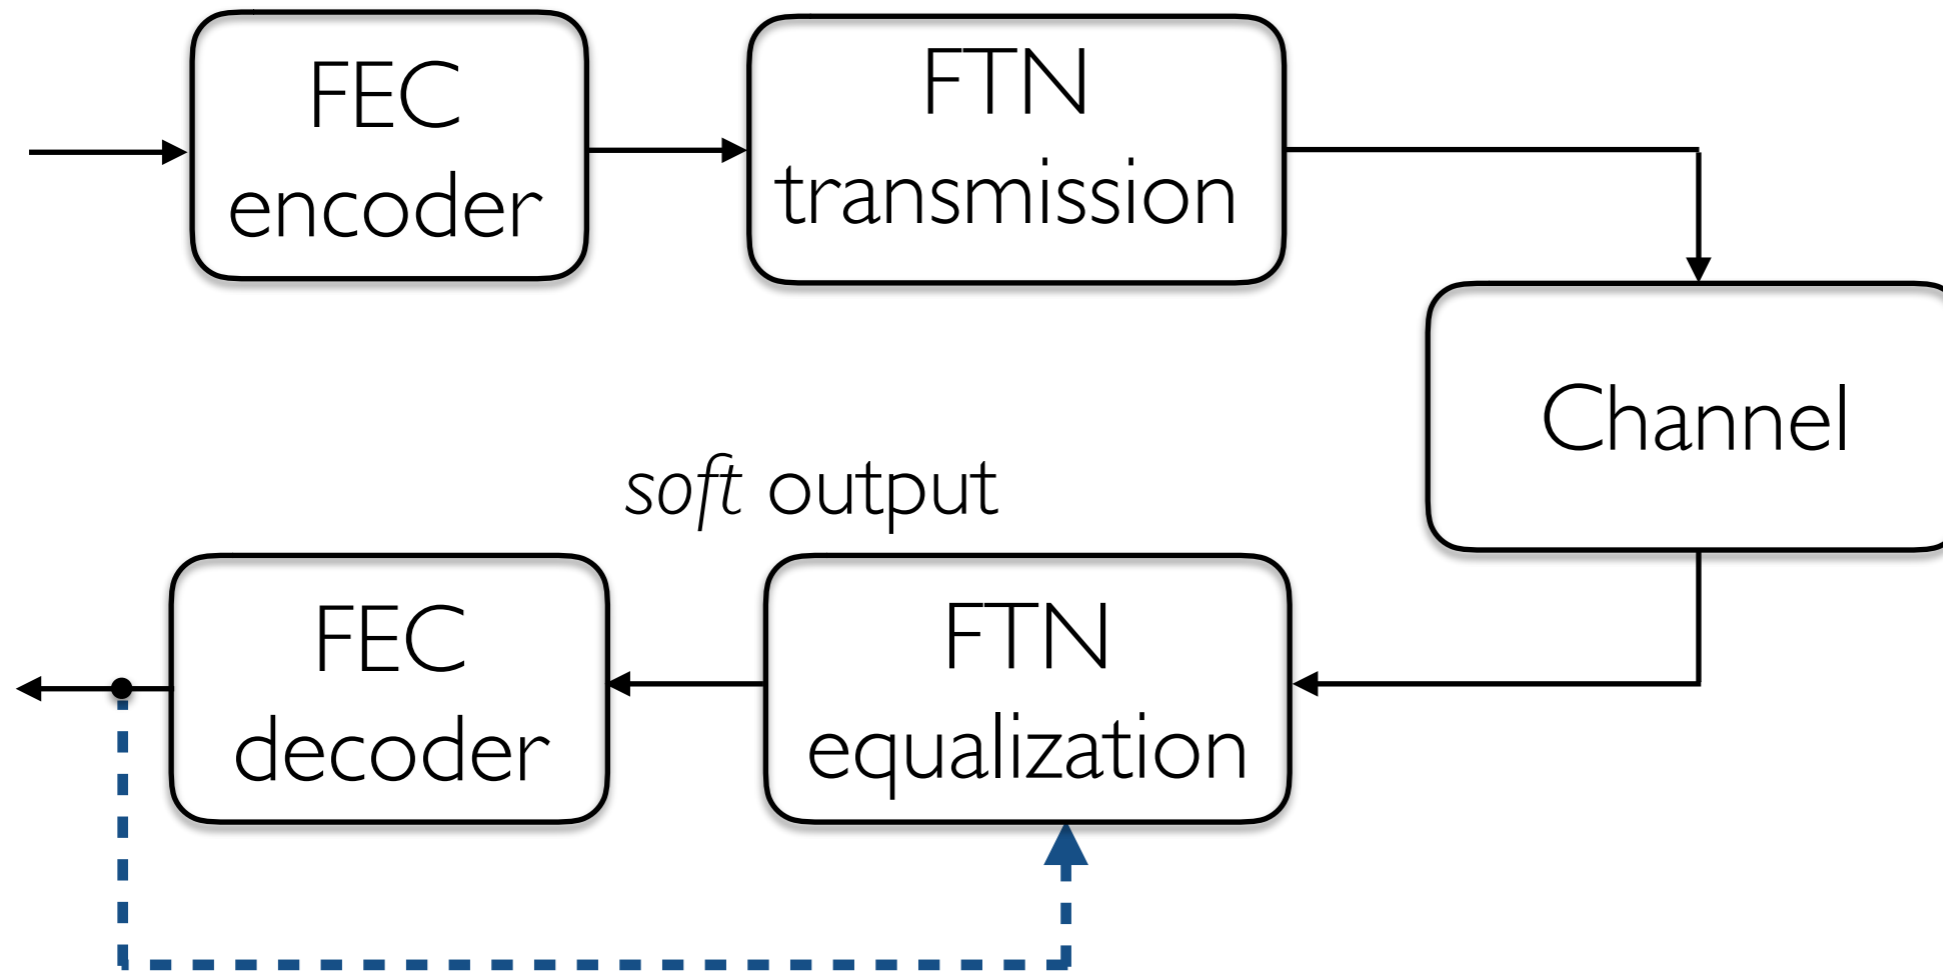 FEC
encoder
FTN
transmission
Channel
soft output
FEC
decoder
FTN
equalization